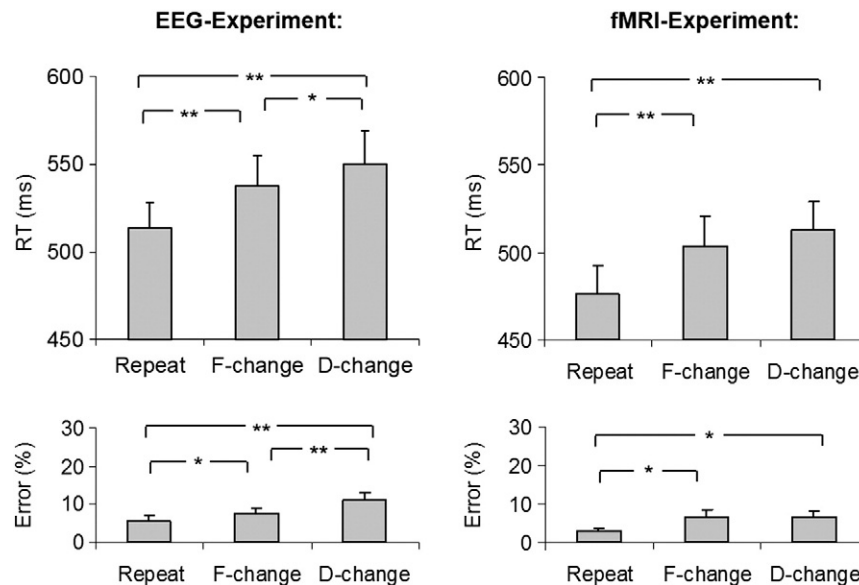 EEG-Experiment:
600
550
500
450
RT (ms)
**
**
*
Repeat F-change D-change
30
20
10
0
Error (%)
**
*
**
Repeat F-change D-change
fMRI-Experiment:
600
550
500
450
RT (ms)
**
**
Repeat F-change D-change
30
20
10
0
Error (%)
*
*
Repeat F-change D-change